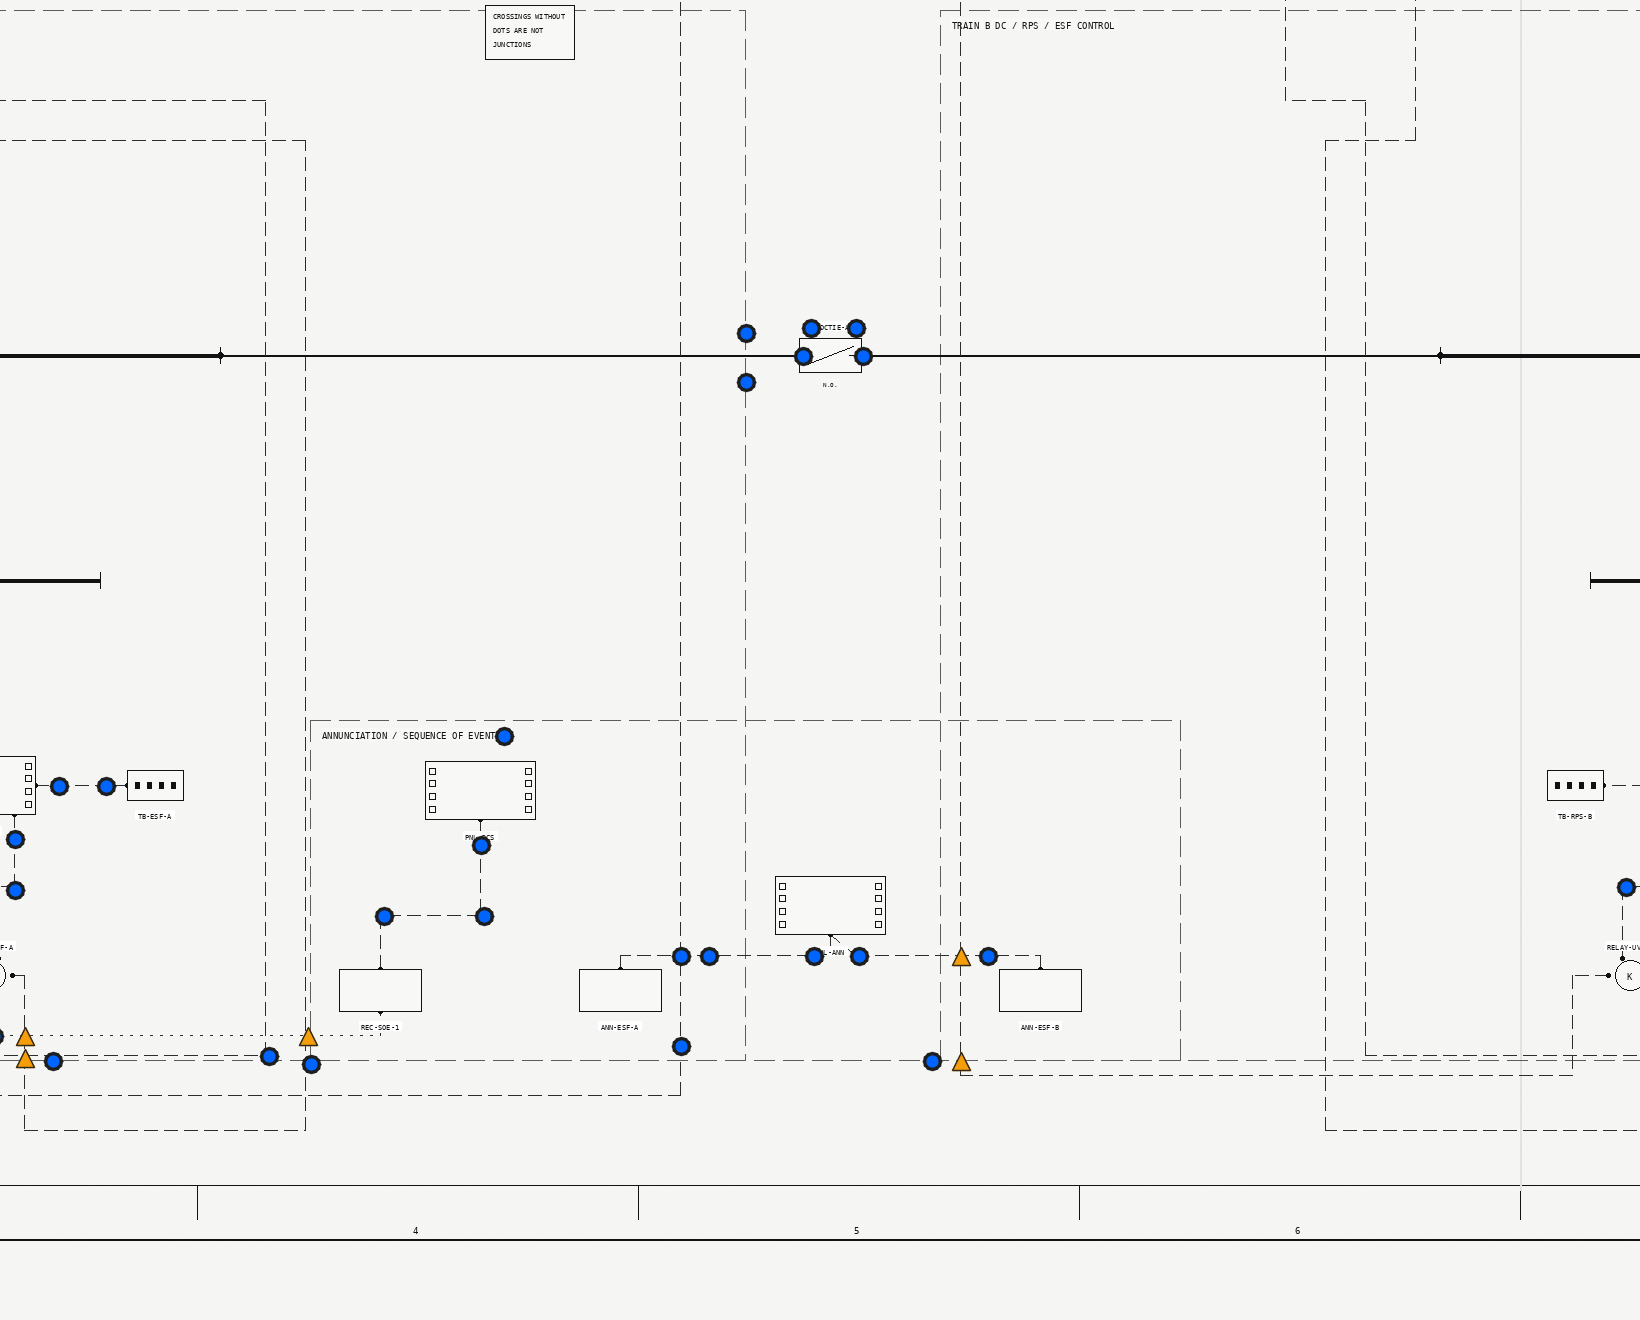 CROSSINGS WITHOUT
DOTS ARE NOT
JUNCTIONS
TRAIN B DC / RPS / ESF CONTROL
N.O.
ANNUNCIATION / SEQUENCE OF EVENT
TB-ESF-A
TB-RPS-B
REC-SOE-1
ANN-ESF-A
ANN-ESF-B
K
4
5
6